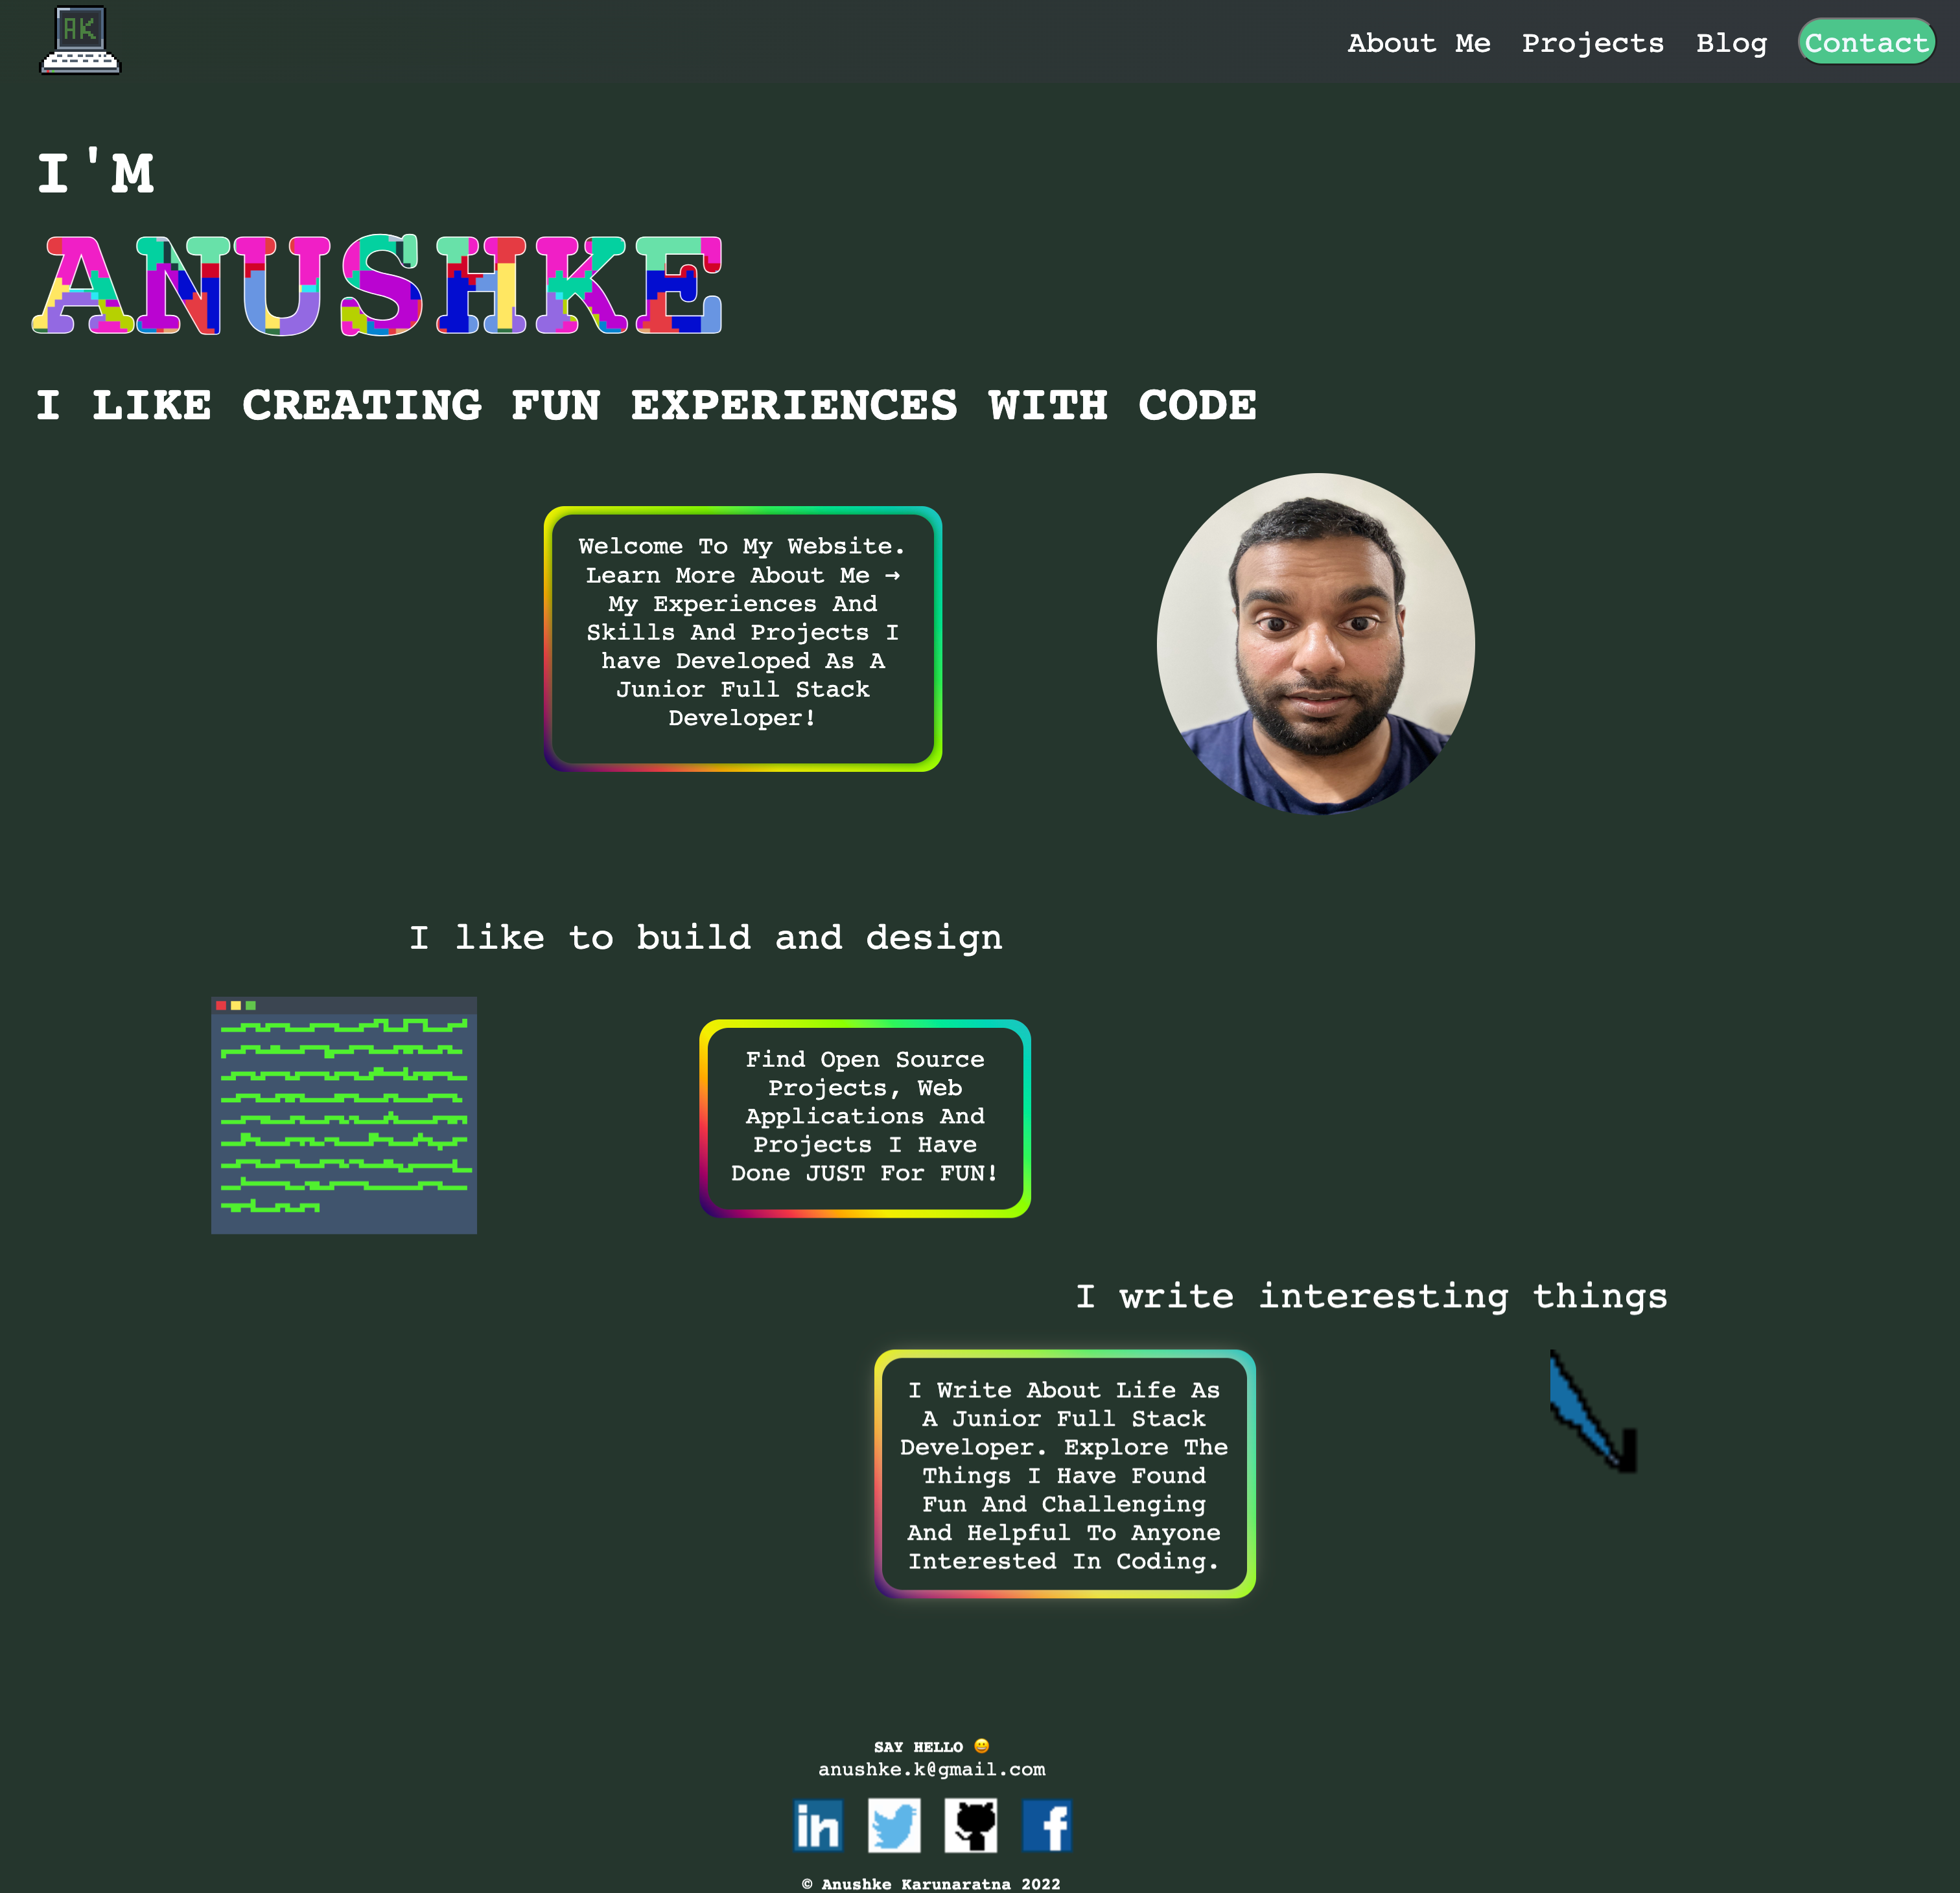 AK
About Me Projects Blog Contact
I'M
ANUSHKE
I LIKE CREATING FUN EXPERIENCES WITH CODE
Welcome To My Website.
Learn More About Me →
My Experiences And
Skills And Projects I
have Developed As A
Junior Full Stack
Developer!
I like to build and design
Find Open Source
Projects, Web
Applications And
Projects I Have
Done JUST For FUN!
I write interesting things
I Write About Life As
A Junior Full Stack
Developer. Explore The
Things I Have Found
Fun And Challenging
And Helpful To Anyone
Interested In Coding.
SAY HELLO 😄
anushke.k@gmail.com
in f
© Anushke Karunaratna 2022